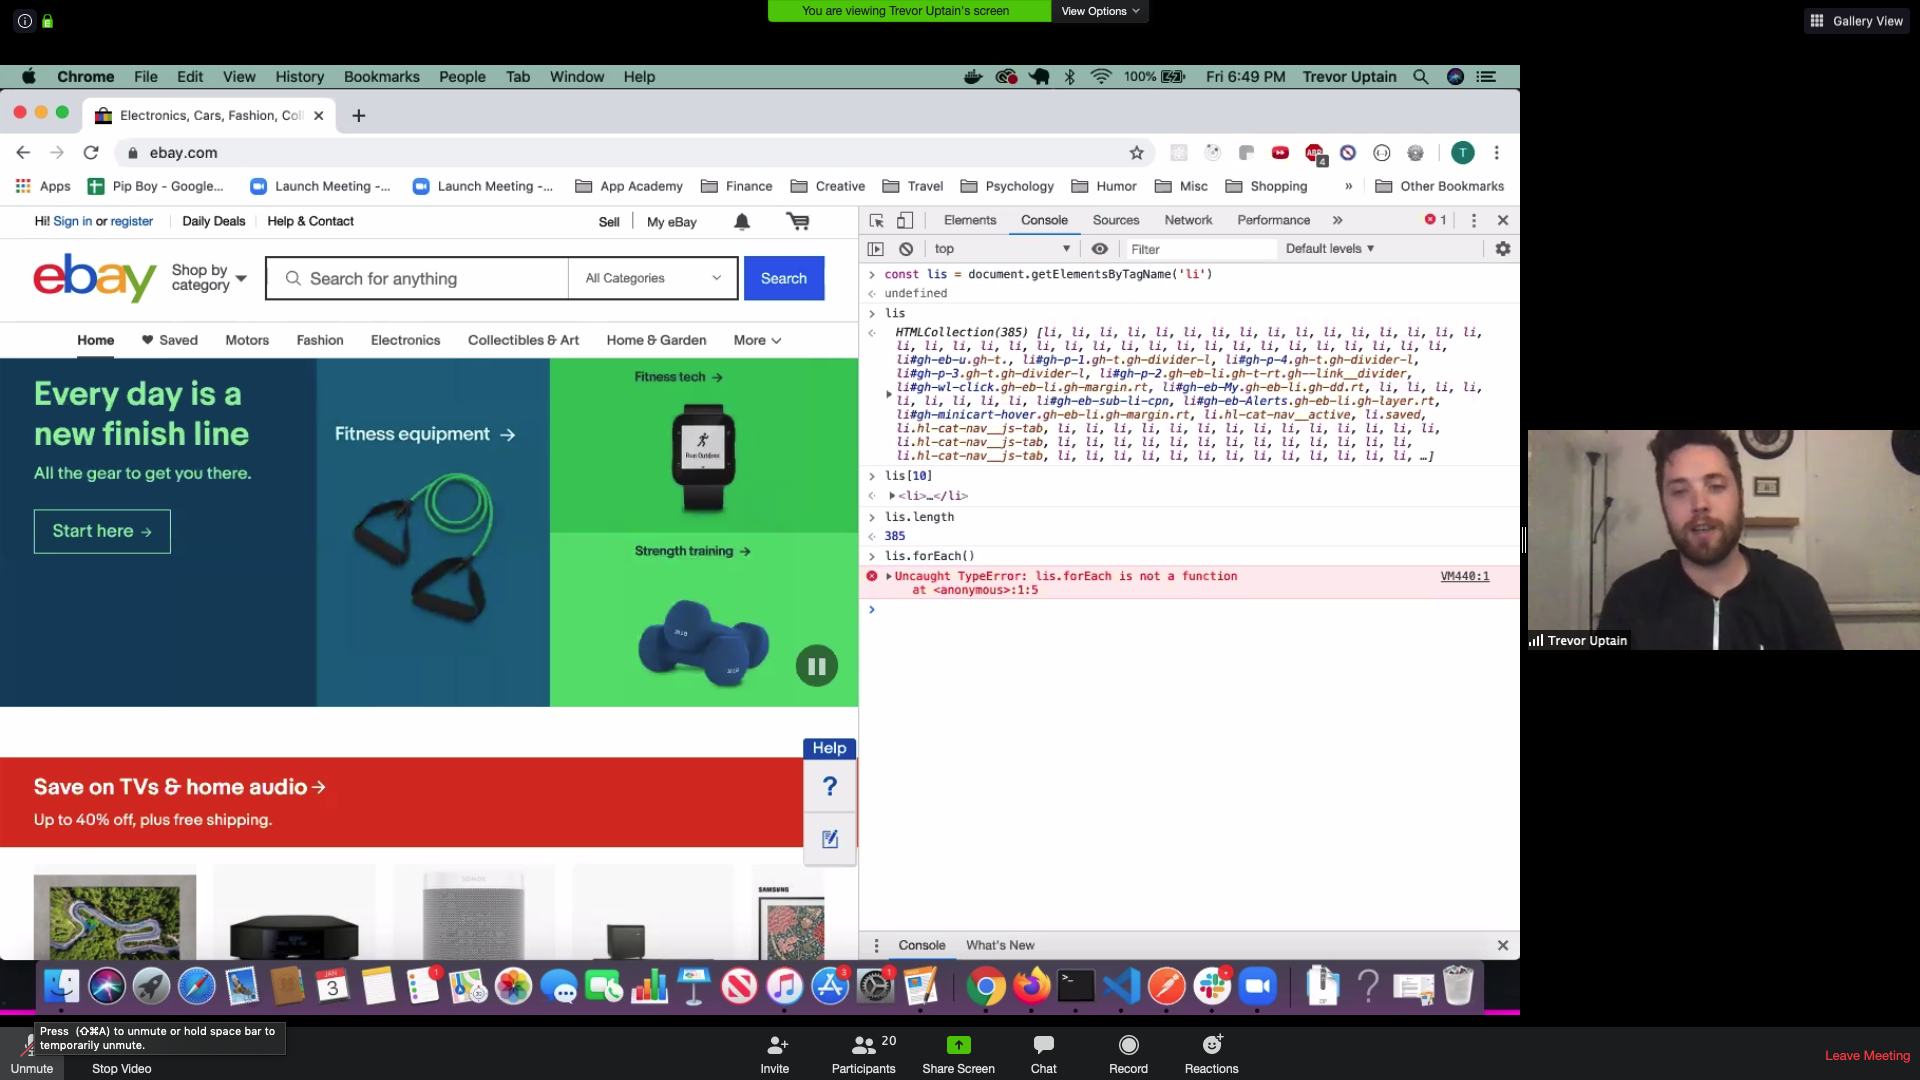 You are viewing Trevor Uptain's screen
View Options
Gallery View
Chrome File Edit View History Bookmarks People Tab Window Help
100% Fri 6:49 PM Trevor Uptain
Electronics, Cars, Fashion, Col
ebay.com
ABP 4
T
Apps Pip Boy - Google... Launch Meeting -... Launch Meeting -... App Academy Finance Creative Travel Psychology Humor Misc Shopping » Other Bookmarks
Hi! Sign in or register Daily Deals Help & Contact Sell My eBay
ebay
Shop by
category
Search for anything
All Categories
Search
Home Saved Motors Fashion Electronics Collectibles & Art Home & Garden More
Every day is a
new finish line
All the gear to get you there.
Start here →
Fitness equipment →
Fitness tech →
Run Outdoors
Strength training →
Save on TVs & home audio →
Up to 40% off, plus free shipping.
Help
?
SONOS
SAMSUNG
Elements Console Sources Network Performance » 1
top Filter Default levels
> const lis = document.getElementsByTagName('li')
undefined
> lis
HTMLCollection(385) [li, li, li, li, li, li, li, li, li, li, li, li, li, li, li, li,
li, li, li, li, li, li, li, li, li, li, li, li, li, li, li, li, li, li, li, li,
li#gh-eb-u.gh-t., li#gh-p-1.gh-t.gh-divider-l, li#gh-p-4.gh-t.gh-divider-l,
li#gh-p-3.gh-t.gh-divider-l, li#gh-p-2.gh-eb-li.gh-t-rt.gh--link__divider,
li#gh-wl-click.gh-eb-li.gh-margin.rt, li#gh-eb-My.gh-eb-li.gh-dd.rt, li, li, li, li,
li, li, li, li, li, li#gh-eb-sub-li-cpn, li#gh-eb-Alerts.gh-eb-li.gh-layer.rt,
li#gh-minicart-hover.gh-eb-li.gh-margin.rt, li.hl-cat-nav__active, li.saved,
li.hl-cat-nav__js-tab, li, li, li, li, li, li, li, li, li, li, li, li, li, li,
li.hl-cat-nav__js-tab, li, li, li, li, li, li, li, li, li, li, li, li, li,
li.hl-cat-nav__js-tab, li, li, li, li, li, li, li, li, li, li, li, li, li, …]
> lis[10]
<li>…</li>
> lis.length
385
> lis.forEach()
Uncaught TypeError: lis.forEach is not a function VM440:1
at <anonymous>:1:5
>
Console What's New
Trevor Uptain
JAN
3
1
3
1
Press (⇧⌘A) to unmute or hold space bar to
temporarily unmute.
Unmute Stop Video Invite Participants 20 Share Screen Chat Record Reactions Leave Meeting